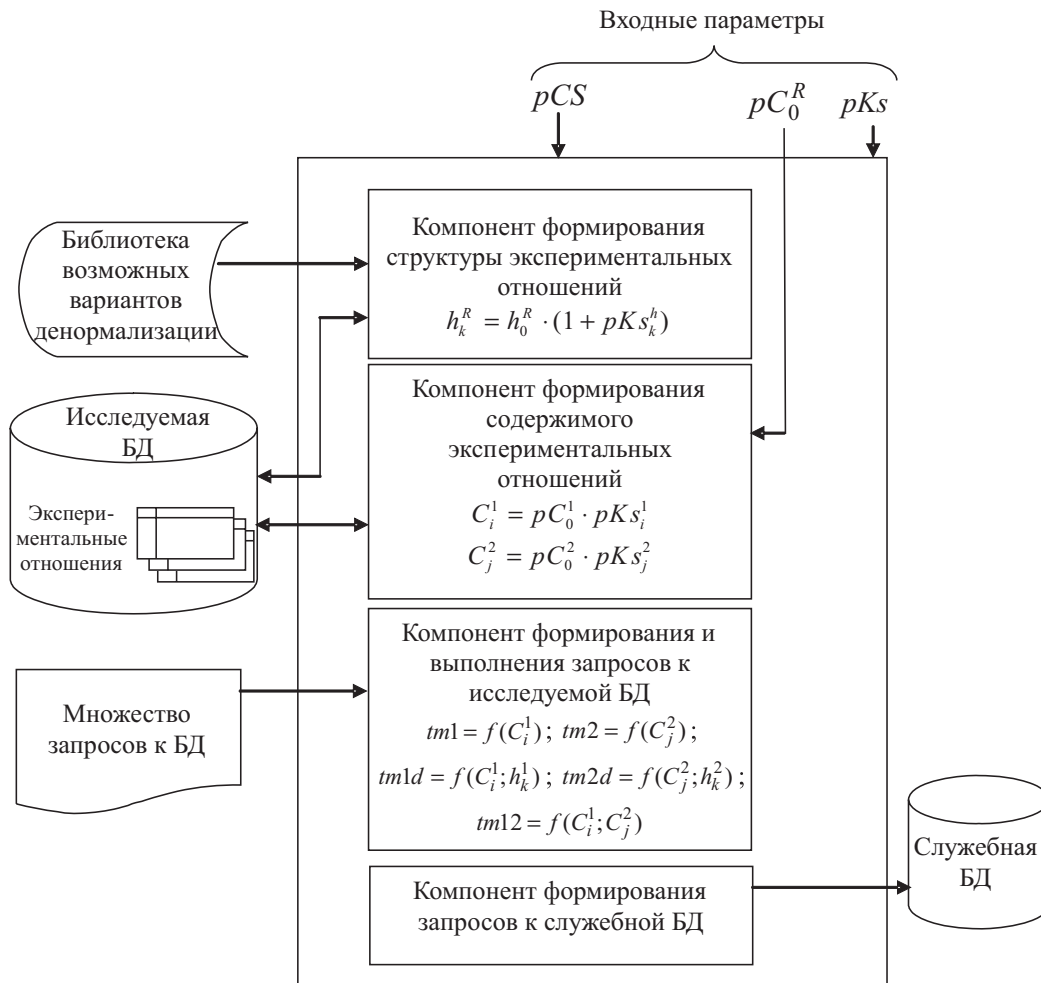 Входные параметры
pCS
pC_0^R
pKs
Компонент формирования
структуры экспериментальных
отношений
h_k^R = h_0^R · (1 + pKs_k^h)
Библиотека
возможных
вариантов
денормализации
Компонент формирования
содержимого
экспериментальных
отношений
C_i^1 = pC_0^1 · pKs_i^1
C_j^2 = pC_0^2 · pKs_j^2
Исследуемая
БД
Экспери-
ментальные
отношения
Компонент формирования и
выполнения запросов к
исследуемой БД
tm1 = f(C_i^1) ; tm2 = f(C_j^2) ;
tm1d = f(C_i^1; h_k^1) ; tm2d = f(C_j^2; h_k^2) ;
tm12 = f(C_i^1; C_j^2)
Множество
запросов к БД
Компонент формирования
запросов к служебной БД
Служебная
БД